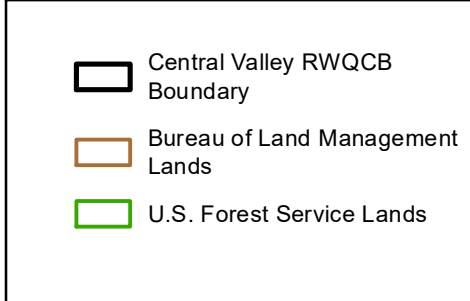 Central Valley RWQCB
Boundary
Bureau of Land Management
Lands
U.S. Forest Service Lands